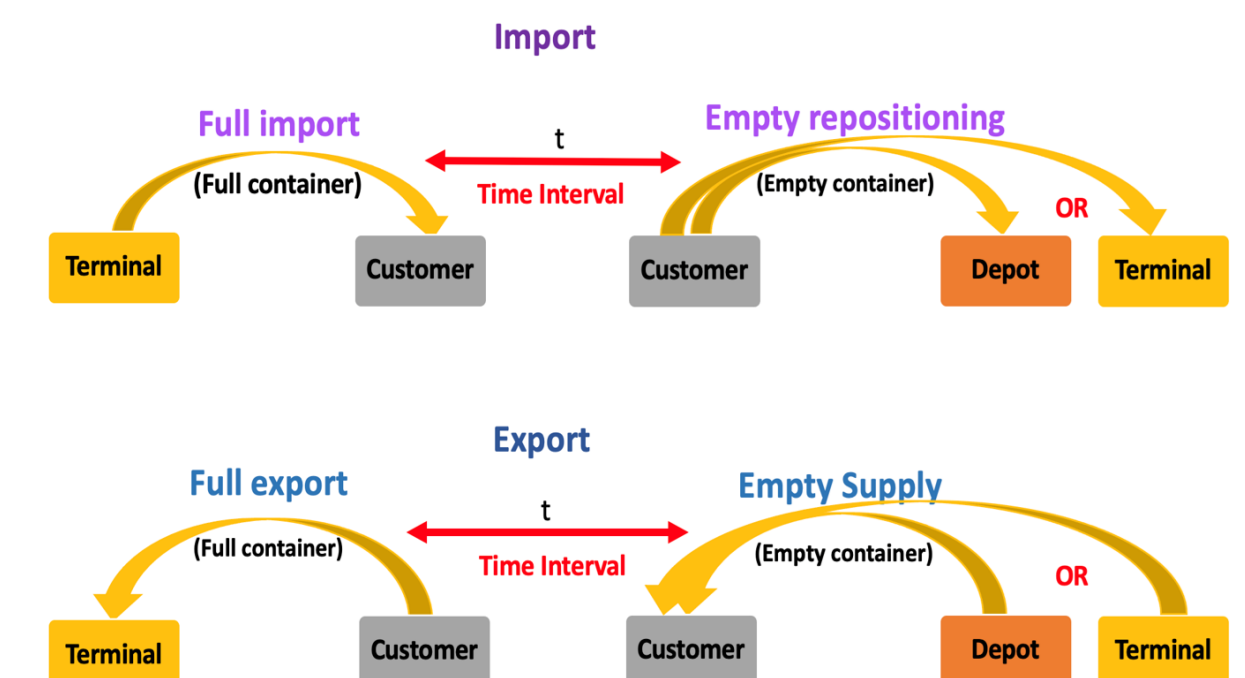 Import
Full import
Empty repositioning
t
(Full container)
Time Interval
(Empty container)
OR
Terminal
Customer
Customer
Depot
Terminal
Export
Full export
Empty Supply
t
(Full container)
Time Interval
(Empty container)
OR
Terminal
Customer
Customer
Depot
Terminal